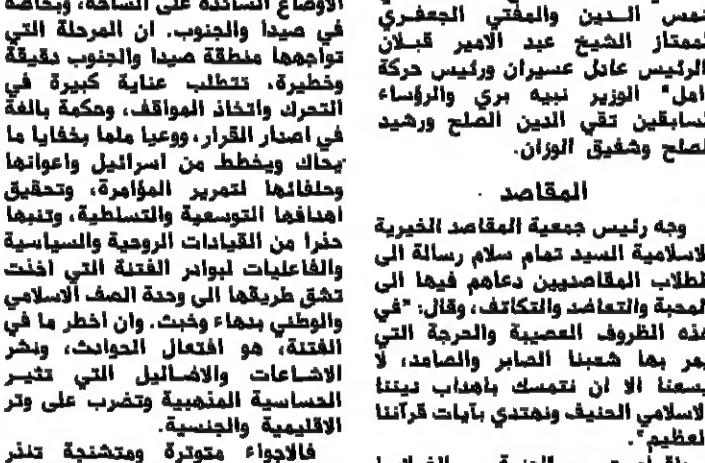 شمس الدين والمفتي الجعفري
الممتاز الشيخ عبد الامير قبلان
الرئيس عادل عسيران ورئيس حركة
"امل" الوزير نبيه بري والرؤساء
السابقين تقي الدين الصلح ورشيد
الصلح وشفيق الوزان.
المقاصد
وجه رئيس جمعية المقاصد الخيرية
الاسلامية السيد تمام سلام رسالة الى
الطلاب المقاصديين دعاهم فيها الى
المحبة والتعاضد والتكاتف، وقال: "في
هذه الظروف العصيبة والحرجة التي
يمر بها شعبنا الصابر والصامد، لا
يسعنا الا ان نتمسك باهداب ديننا
الاسلامي الحنيف ونهتدي بآيات قرآننا
العظيم".
الاوضاع السائدة على الساحة، وبخاصة
في صيدا والجنوب. ان المرحلة التي
تواجهها منطقة صيدا والجنوب دقيقة
وخطيرة، تتطلب عناية كبيرة في
التحرك واتخاذ المواقف، وحكمة بالغة
في اصدار القرار، ووعيا ملما بخفايا ما
يحاك ويخطط من اسرائيل واعوانها
وحلفائها لتمرير المؤامرة، وتحقيق
اهدافها التوسعية والتسلطية، وتنبها
حذرا من القيادات الروحية والسياسية
والفاعليات لبوادر الفتنة التي اخذت
تشق طريقها الى وحدة الصف الاسلامي
والوطني بدهاء وخبث. وان اخطر ما في
الفتنة، هو افتعال الحوادث، ونشر
الاشاعات والاضاليل التي تثير
الحساسية المذهبية وتضرب على وتر
الاقليمية والجنسية.
فالاجواء متوترة ومتشنجة تنذر